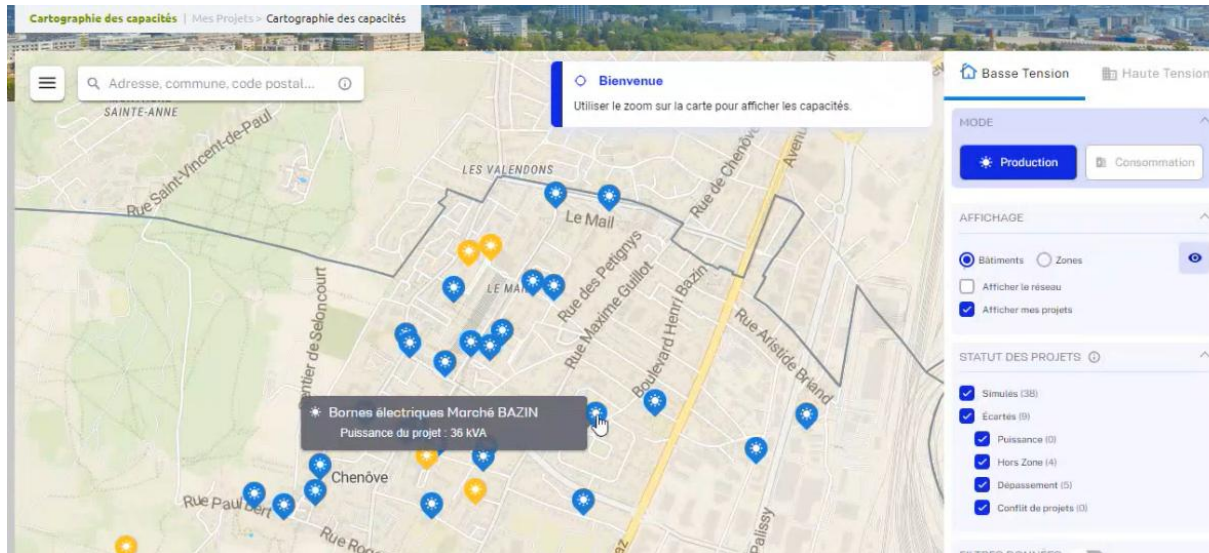 Cartographie des capacités | Mes Projets > Cartographie des capacités
Adresse, commune, code postal...
Bienvenue
Utiliser le zoom sur la carte pour afficher les capacités.
Basse Tension
Haute Tension
MODE
Production
Consommation
AFFICHAGE
Bâtiments
Zones
Afficher le réseau
Afficher mes projets
STATUT DES PROJETS
Simulés (38)
Écartés (9)
Puissance (0)
Hors Zone (4)
Dépassement (5)
Conflit de projets (0)
SAINTE-ANNE
Rue Saint-Vincent-de-Paul
LES VALENDONS
Rue de Chenôve
Le Mail
Rue des Petignys
Rue Maxime Guillot
Boulevard Henri Bazin
Rue Aristide Briand
Bornes électriques Marché BAZIN
Puissance du projet : 36 kVA
Chenôve
Rue Paul Bert